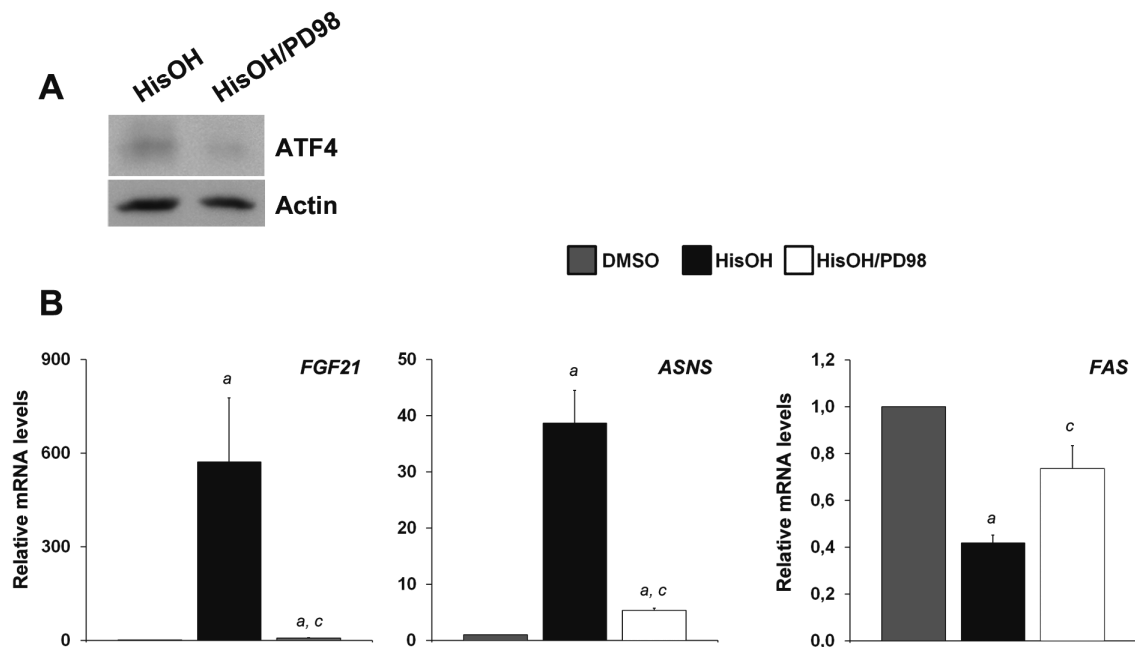 A
HisOH
HisOH/PD98
ATF4
Actin
DMSO
HisOH
HisOH/PD98
B
Relative mRNA levels
900
600
300
0
FGF21
a
a, c
50
40
30
20
10
0
ASNS
a
a, c
Relative mRNA levels
1,2
1,0
0,8
0,6
0,4
0,2
0,0
FAS
a
c